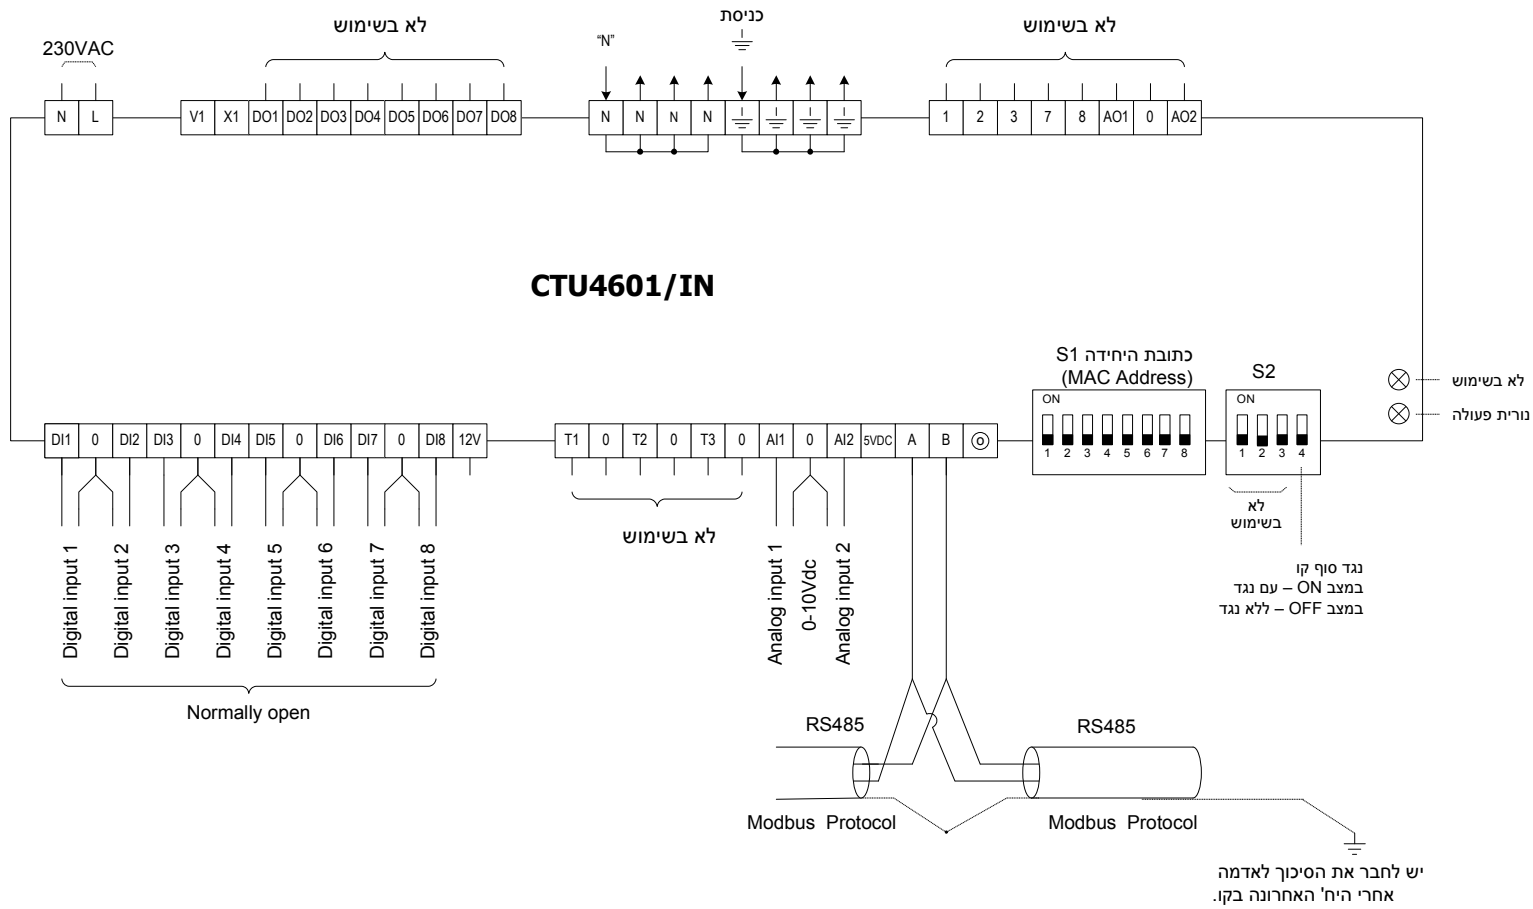 כניסת
לא בשימוש
לא בשימוש
"N"
230VAC
N L
V1 X1 DO1 DO2 DO3 DO4 DO5 DO6 DO7 DO8
N N N N
1 2 3 7 8 AO1 0 AO2
CTU4601/IN
כתובת היחידה S1
(MAC Address)
S2
לא בשימוש
נורית פעולה
ON
1 2 3 4 5 6 7 8
ON
1 2 3 4
DI1 0 DI2 DI3 0 DI4 DI5 0 DI6 DI7 0 DI8 12V
T1 0 T2 0 T3 0 AI1 0 AI2 5VDC A B
לא
בשימוש
לא בשימוש
Digital input 1
Digital input 2
Digital input 3
Digital input 4
Digital input 5
Digital input 6
Digital input 7
Digital input 8
Analog input 1
0-10Vdc
Analog input 2
נגד סוף קו
במצב ON – עם נגד
במצב OFF – ללא נגד
Normally open
RS485
RS485
Modbus Protocol
Modbus Protocol
יש לחבר את הסיכוך לאדמה
אחרי היח' האחרונה בקו.